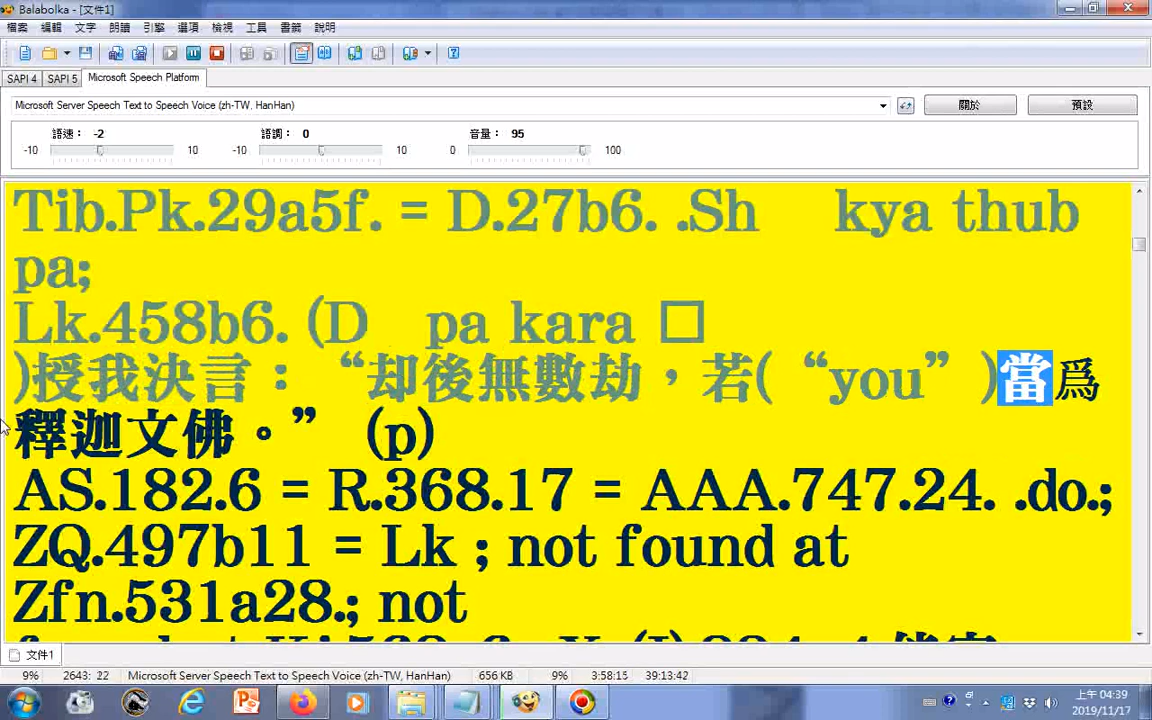 Balabolka - [文件1]
檔案 編輯 文字 朗讀 引擎 選項 檢視 工具 書籤 說明
SAPI 4 SAPI 5 Microsoft Speech Platform
Microsoft Server Speech Text to Speech Voice (zh-TW, HanHan) 關於 預設
語速： -2 語調： 0 音量： 95
-10 10 -10 10 0 100
Tib.Pk.29a5f. = D.27b6. .Sh kya thub
pa;
Lk.458b6. (D pa kara □
)授我決言：“却後無數劫，若(“you”)當爲
釋迦文佛。” (p)
AS.182.6 = R.368.17 = AAA.747.24. .do.;
ZQ.497b11 = Lk ; not found at
Zfn.531a28.; not
文件1
9% 2643: 22 Microsoft Server Speech Text to Speech Voice (zh-TW, HanHan) 656 KB 9% 3:58:15 39:13:42
上午 04:39
2019/11/17